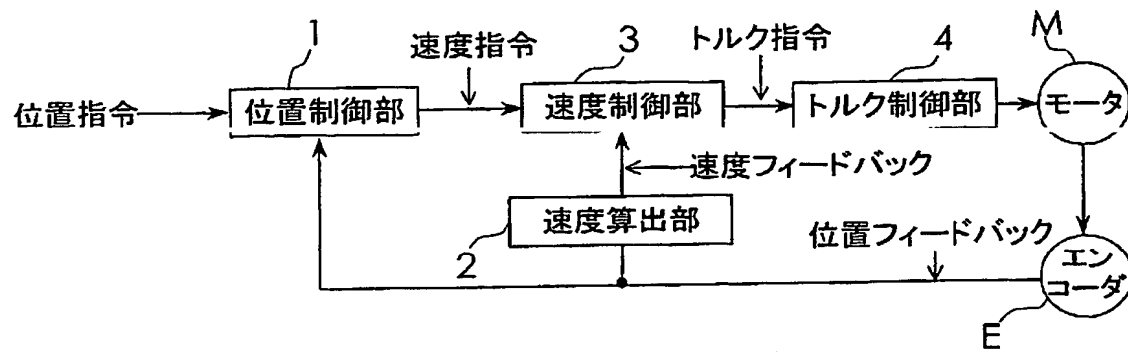 1
速度指令
3
トルク指令
4
M
位置指令
位置制御部
速度制御部
トルク制御部
モータ
速度フィードバック
速度算出部
2
位置フィードバック
エン
コーダ
E